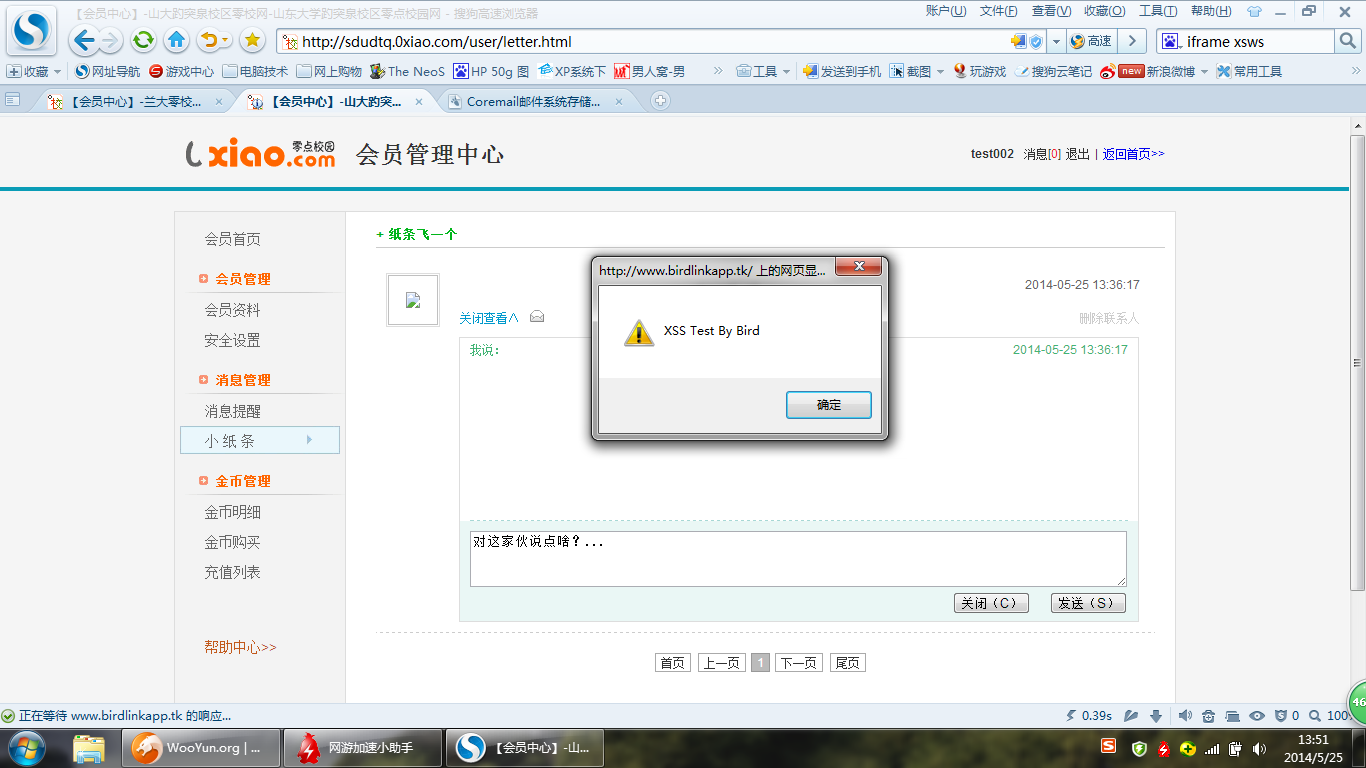 【会员中心】-山大趵突泉校区零校网-山东大学趵突泉校区零点校园网 - 搜狗高速浏览器
账户(U) 文件(F) 查看(V) 收藏(O) 工具(T) 帮助(H)
http://sdudtq.0xiao.com/user/letter.html 高速 iframe xsws
收藏 网址导航 游戏中心 电脑技术 网上购物 The NeoS HP 50g 图 XP系统下 男人窝-男 工具 发送到手机 截图 玩游戏 搜狗云笔记 new 新浪微博 常用工具
【会员中心】-兰大零校... 【会员中心】-山大趵突... Coremail邮件系统存储...
xiao.com 零点校园 会员管理中心
test002 消息[0] 退出 | 返回首页>>
会员首页
会员管理
会员资料
安全设置
消息管理
消息提醒
小 纸 条
金币管理
金币明细
金币购买
充值列表
帮助中心>>
+ 纸条飞一个
2014-05-25 13:36:17
关闭查看∧
删除联系人
我说：
2014-05-25 13:36:17
http://www.birdlinkapp.tk/ 上的网页显...
XSS Test By Bird
确定
对这家伙说点啥？...
关闭（C） 发送（S）
首页 上一页 1 下一页 尾页
正在等待 www.birdlinkapp.tk 的响应...
0.39s 0 100
46
WooYun.org | ... 网游加速小助手 【会员中心】-山...
13:51
2014/5/25